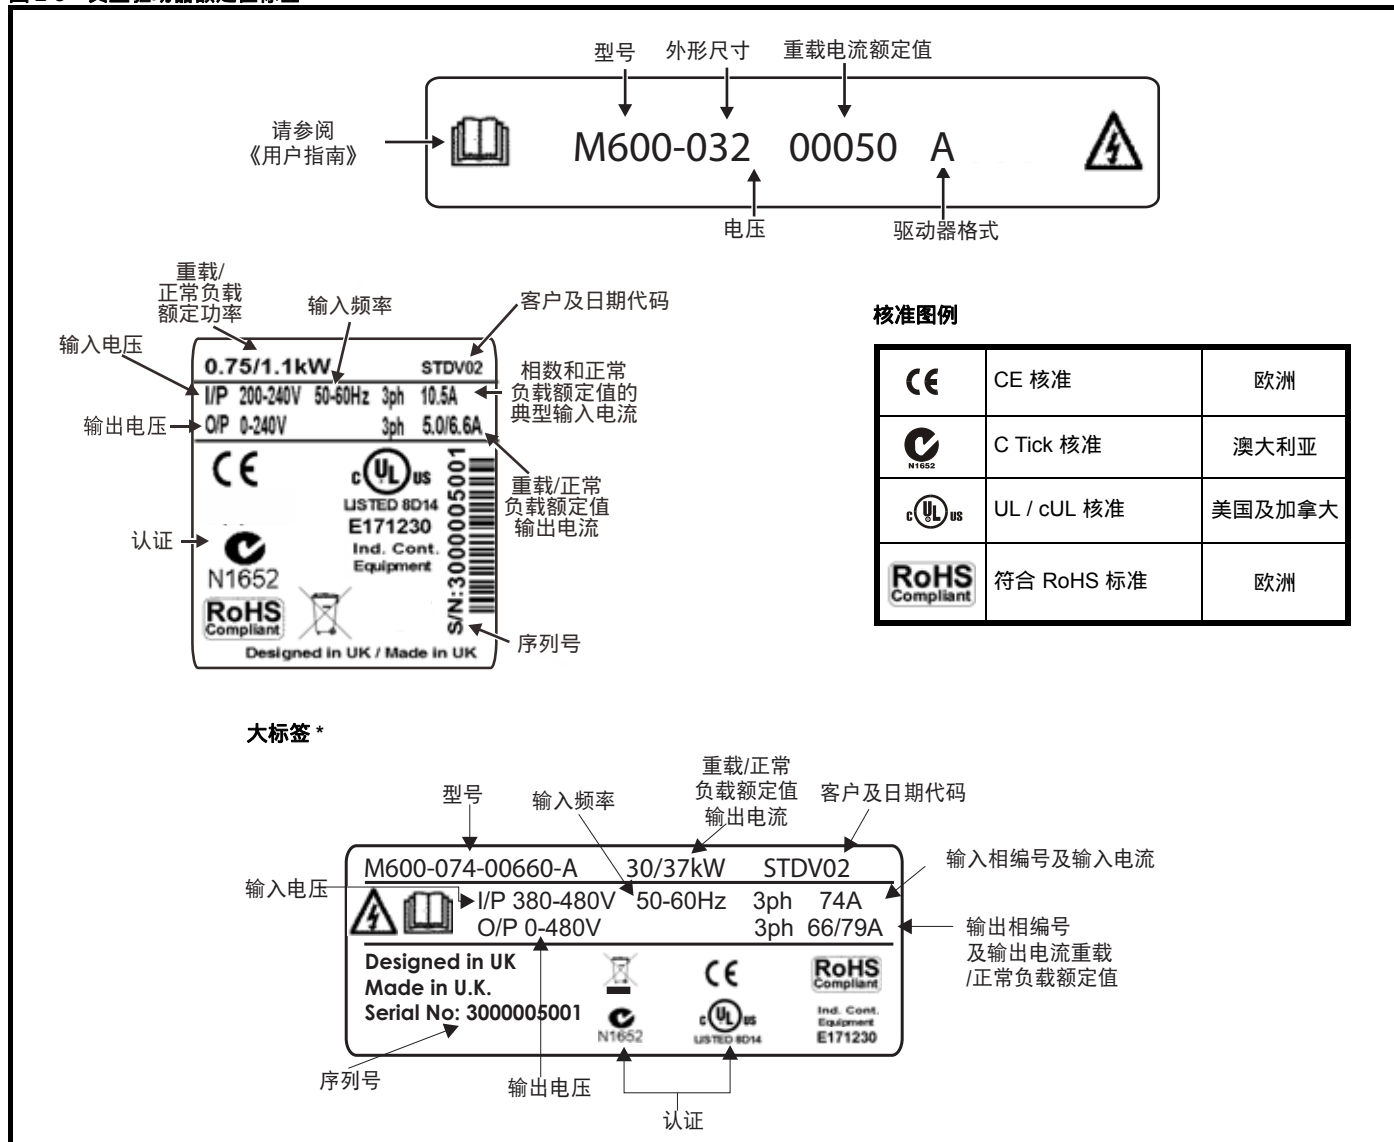 型号
外形尺寸
重载电流额定值
请参阅
《用户指南》
M600-032 00050 A
电压
驱动器格式
重载/
正常负载
额定功率
输入频率
客户及日期代码
输入电压
0.75/1.1kW STDV02
I/P 200-240V 50-60Hz 3ph 10.5A
相数和正常
负载额定值的
典型输入电流
输出电压
O/P 0-240V 3ph 5.0/6.6A
CE
c UL us
LISTED 8D14
E171230
Ind. Cont.
Equipment
重载/正常
负载额定值
输出电流
认证
N1652
RoHS
Compliant
S/N:3000005001
序列号
Designed in UK / Made in UK
核准图例
CE CE 核准 欧洲
N1652 C Tick 核准 澳大利亚
c UL us UL / cUL 核准 美国及加拿大
RoHS
Compliant
符合 RoHS 标准 欧洲
大标签 *
型号
输入频率
重载/正常
负载额定值
输出电流
客户及日期代码
M600-074-00660-A 30/37kW STDV02
输入相编号及输入电流
输入电压
I/P 380-480V 50-60Hz 3ph 74A
O/P 0-480V 3ph 66/79A
输出相编号
及输出电流重载
/正常负载额定值
Designed in UK
Made in U.K.
Serial No: 3000005001
CE
RoHS
Compliant
N1652
c UL us
LISTED 8D14
Ind. Cont.
Equipment
E171230
序列号
输出电压
认证